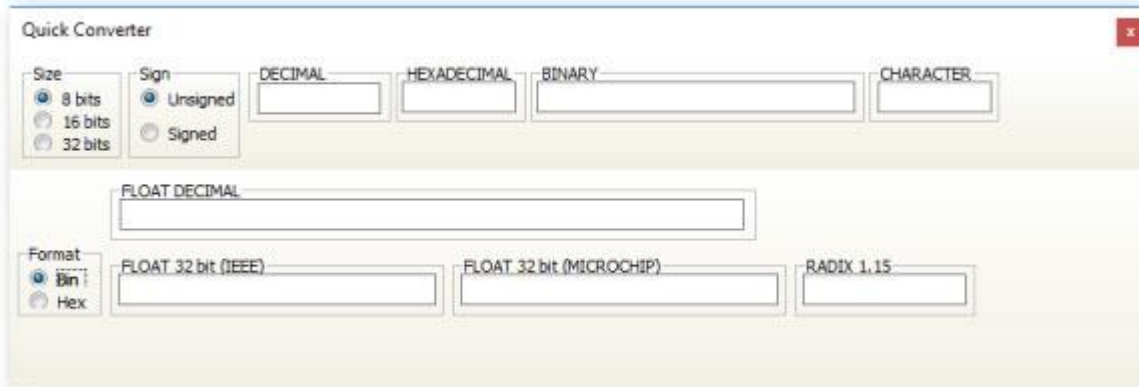 Quick Converter
x
Size
Sign
DECIMAL
HEXADECIMAL
BINARY
CHARACTER
8 bits
Unsigned
16 bits
Signed
32 bits
FLOAT DECIMAL
Format
FLOAT 32 bit (IEEE)
FLOAT 32 bit (MICROCHIP)
RADIX 1.15
Bin
Hex